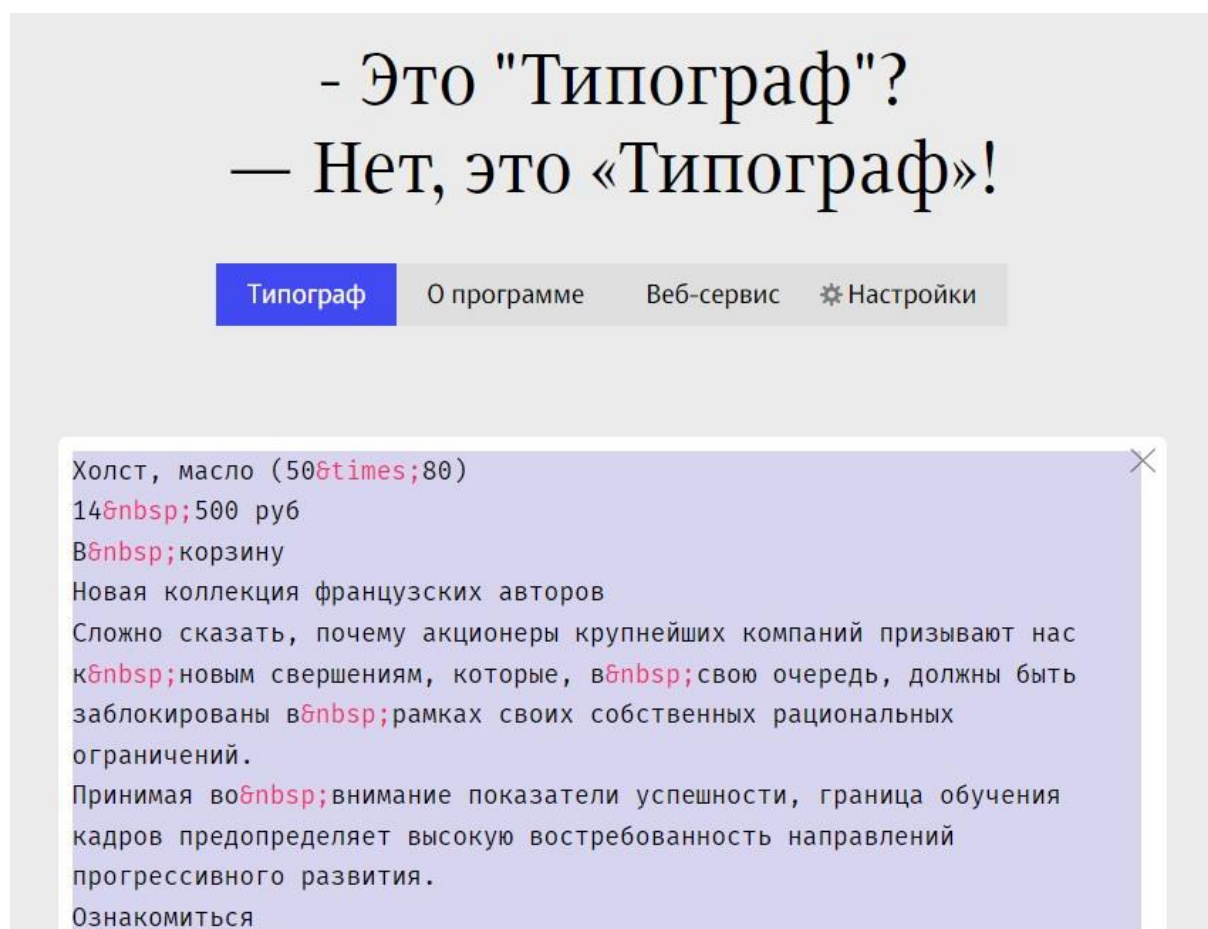 - Это "Типограф"?
— Нет, это «Типограф»!
Типограф О программе Веб-сервис Настройки
Холст, масло (50&times;80)
14&nbsp;500 руб
В&nbsp;корзину
Новая коллекция французских авторов
Сложно сказать, почему акционеры крупнейших компаний призывают нас
к&nbsp;новым свершениям, которые, в&nbsp;свою очередь, должны быть
заблокированы в&nbsp;рамках своих собственных рациональных
ограничений.
Принимая во&nbsp;внимание показатели успешности, граница обучения
кадров предопределяет высокую востребованность направлений
прогрессивного развития.
Ознакомиться